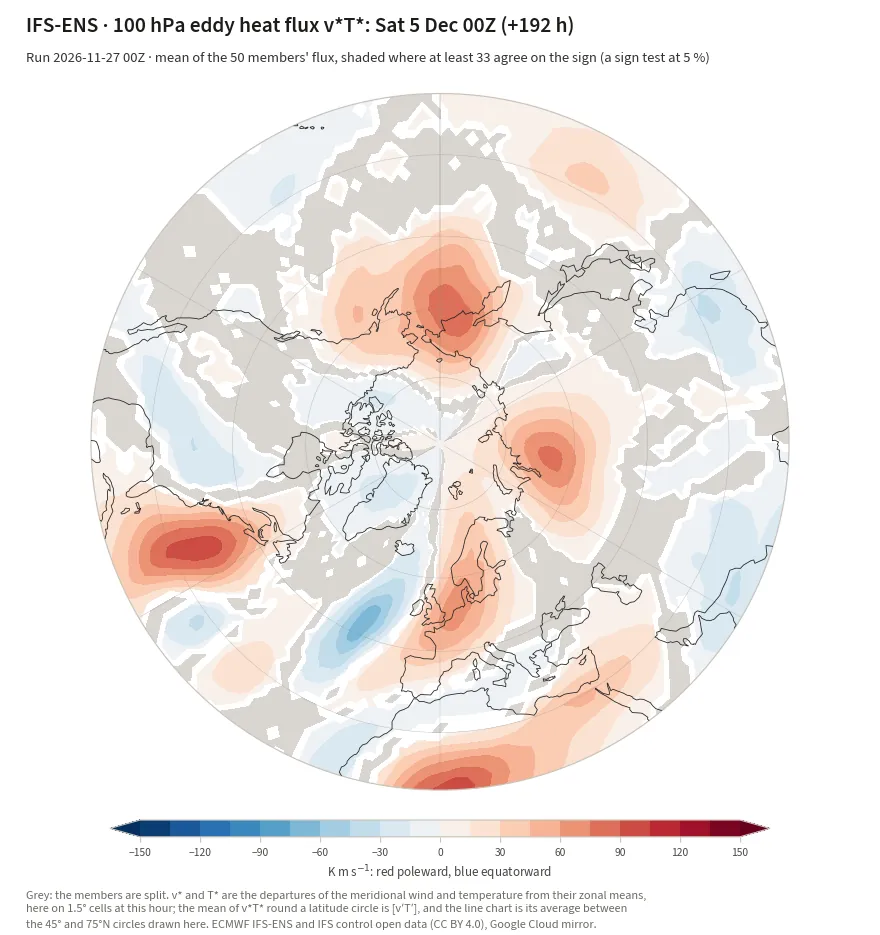 IFS-ENS · 100 hPa eddy heat flux v*T*: Sat 5 Dec 00Z (+192 h)
Run 2026-11-27 00Z · mean of the 50 members' flux, shaded where at least 33 agree on the sign (a sign test at 5 %)
−150 −120 −90 −60 −30 0 30 60 90 120 150
K m s⁻¹: red poleward, blue equatorward
Grey: the members are split. v* and T* are the departures of the meridional wind and temperature from their zonal means,
here on 1.5° cells at this hour; the mean of v*T* round a latitude circle is [v'T'], and the line chart is its average between
the 45° and 75°N circles drawn here. ECMWF IFS-ENS and IFS control open data (CC BY 4.0), Google Cloud mirror.